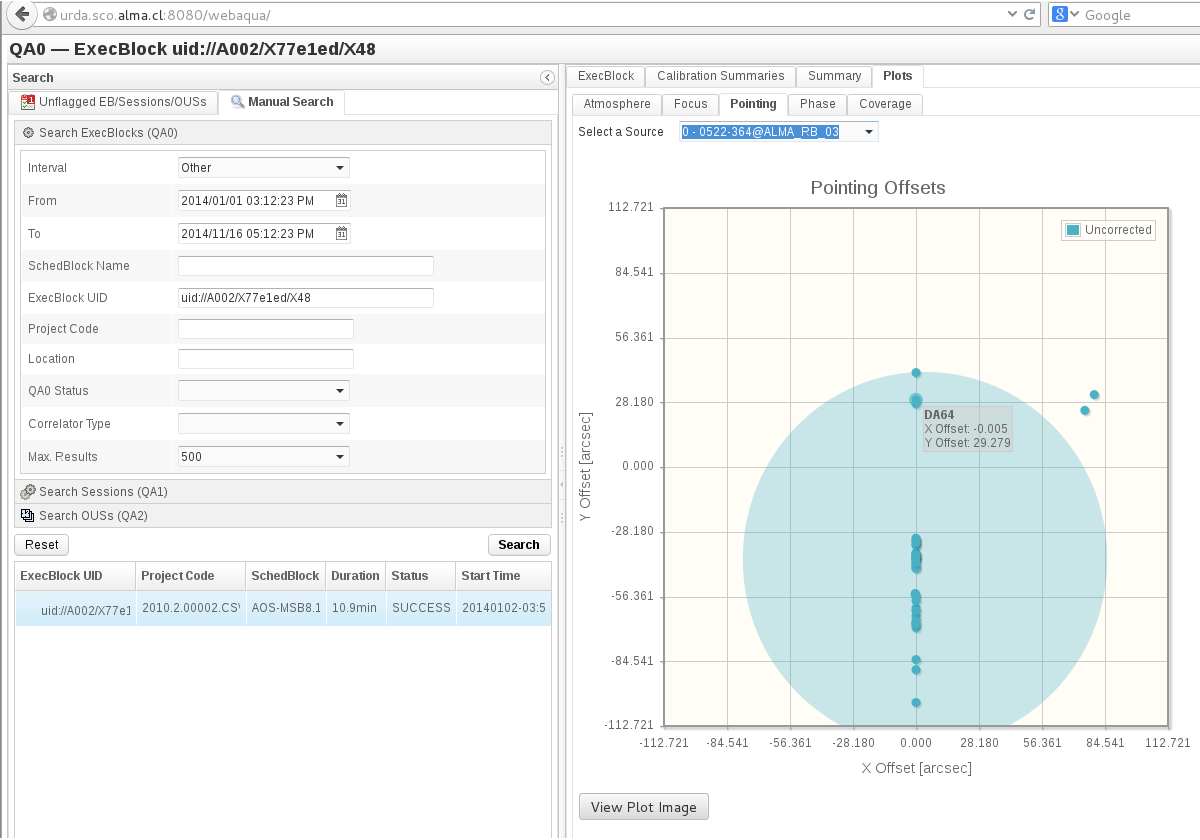 urda.sco.alma.cl:8080/webaqua/
8
Google
QA0 — ExecBlock uid://A002/X77e1ed/X48
Search
Unflagged EB/Sessions/OUSs
Manual Search
Search ExecBlocks (QA0)
Interval
Other
From
2014/01/01 03:12:23 PM
31
To
2014/11/16 05:12:23 PM
31
SchedBlock Name
ExecBlock UID
uid://A002/X77e1ed/X48
Project Code
Location
QA0 Status
Correlator Type
Max. Results
500
Search Sessions (QA1)
Search OUSs (QA2)
Reset
Search
ExecBlock UID Project Code SchedBlock Duration Status Start Time
uid://A002/X77e1 2010.2.00002.CSV AOS-MSB8.1 10.9min SUCCESS 20140102-03:5
ExecBlock
Calibration Summaries
Summary
Plots
Atmosphere
Focus
Pointing
Phase
Coverage
Select a Source
0 - 0522-364@ALMA_RB_03
Pointing Offsets
Uncorrected
112.721
84.541
56.361
28.180
0.000
-28.180
-56.361
-84.541
-112.721
Y Offset [arcsec]
DA64
X Offset: -0.005
Y Offset: 29.279
-112.721 -84.541 -56.361 -28.180 0.000 28.180 56.361 84.541 112.721
X Offset [arcsec]
View Plot Image